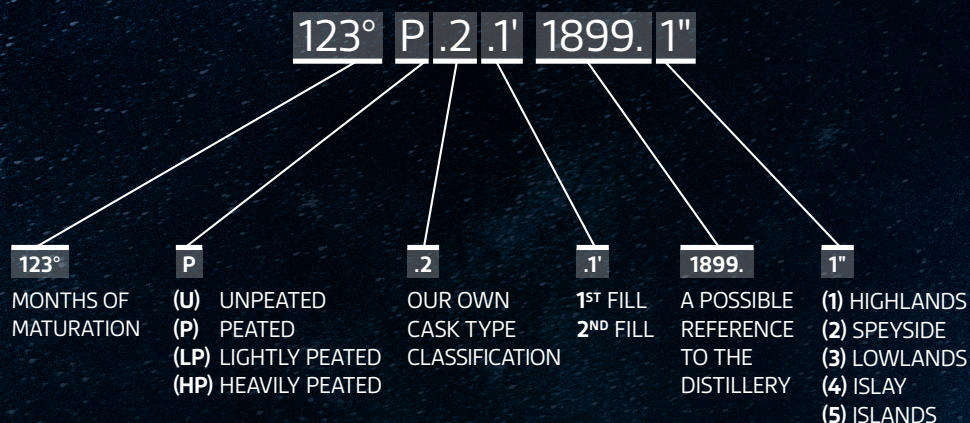 123° P .2 .1' 1899. 1"
123°
MONTHS OF
MATURATION
P
(U) UNPEATED
(P) PEATED
(LP) LIGHTLY PEATED
(HP) HEAVILY PEATED
.2
OUR OWN
CASK TYPE
CLASSIFICATION
.1'
1ST FILL
2ND FILL
1899.
A POSSIBLE
REFERENCE
TO THE
DISTILLERY
1"
(1) HIGHLANDS
(2) SPEYSIDE
(3) LOWLANDS
(4) ISLAY
(5) ISLANDS